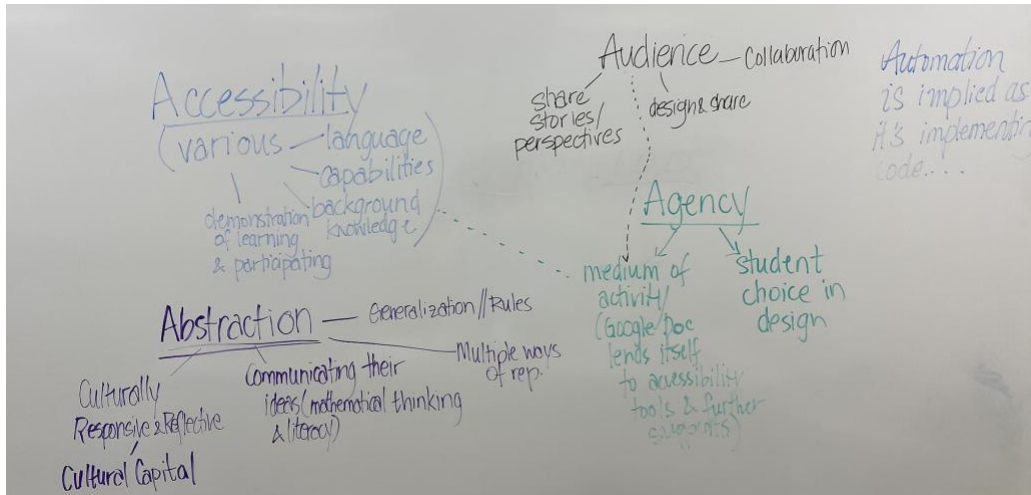 Accessibility
(various - language
capabilities
background
knowledge)
demonstration
of learning
& participating
Audience - Collaboration
share
stories/
perspectives
design & share
Automation
is implied as
it's implementing
code....
Agency
medium of
activity
(Google Doc
lends itself
to accessibility
tools & further
supports)
student
choice in
design
Abstraction - Generalization // Rules
Multiple ways
of rep.
Communicating their
ideas (mathematical thinking
& literacy)
Culturally
Responsive & Reflective
Cultural Capital